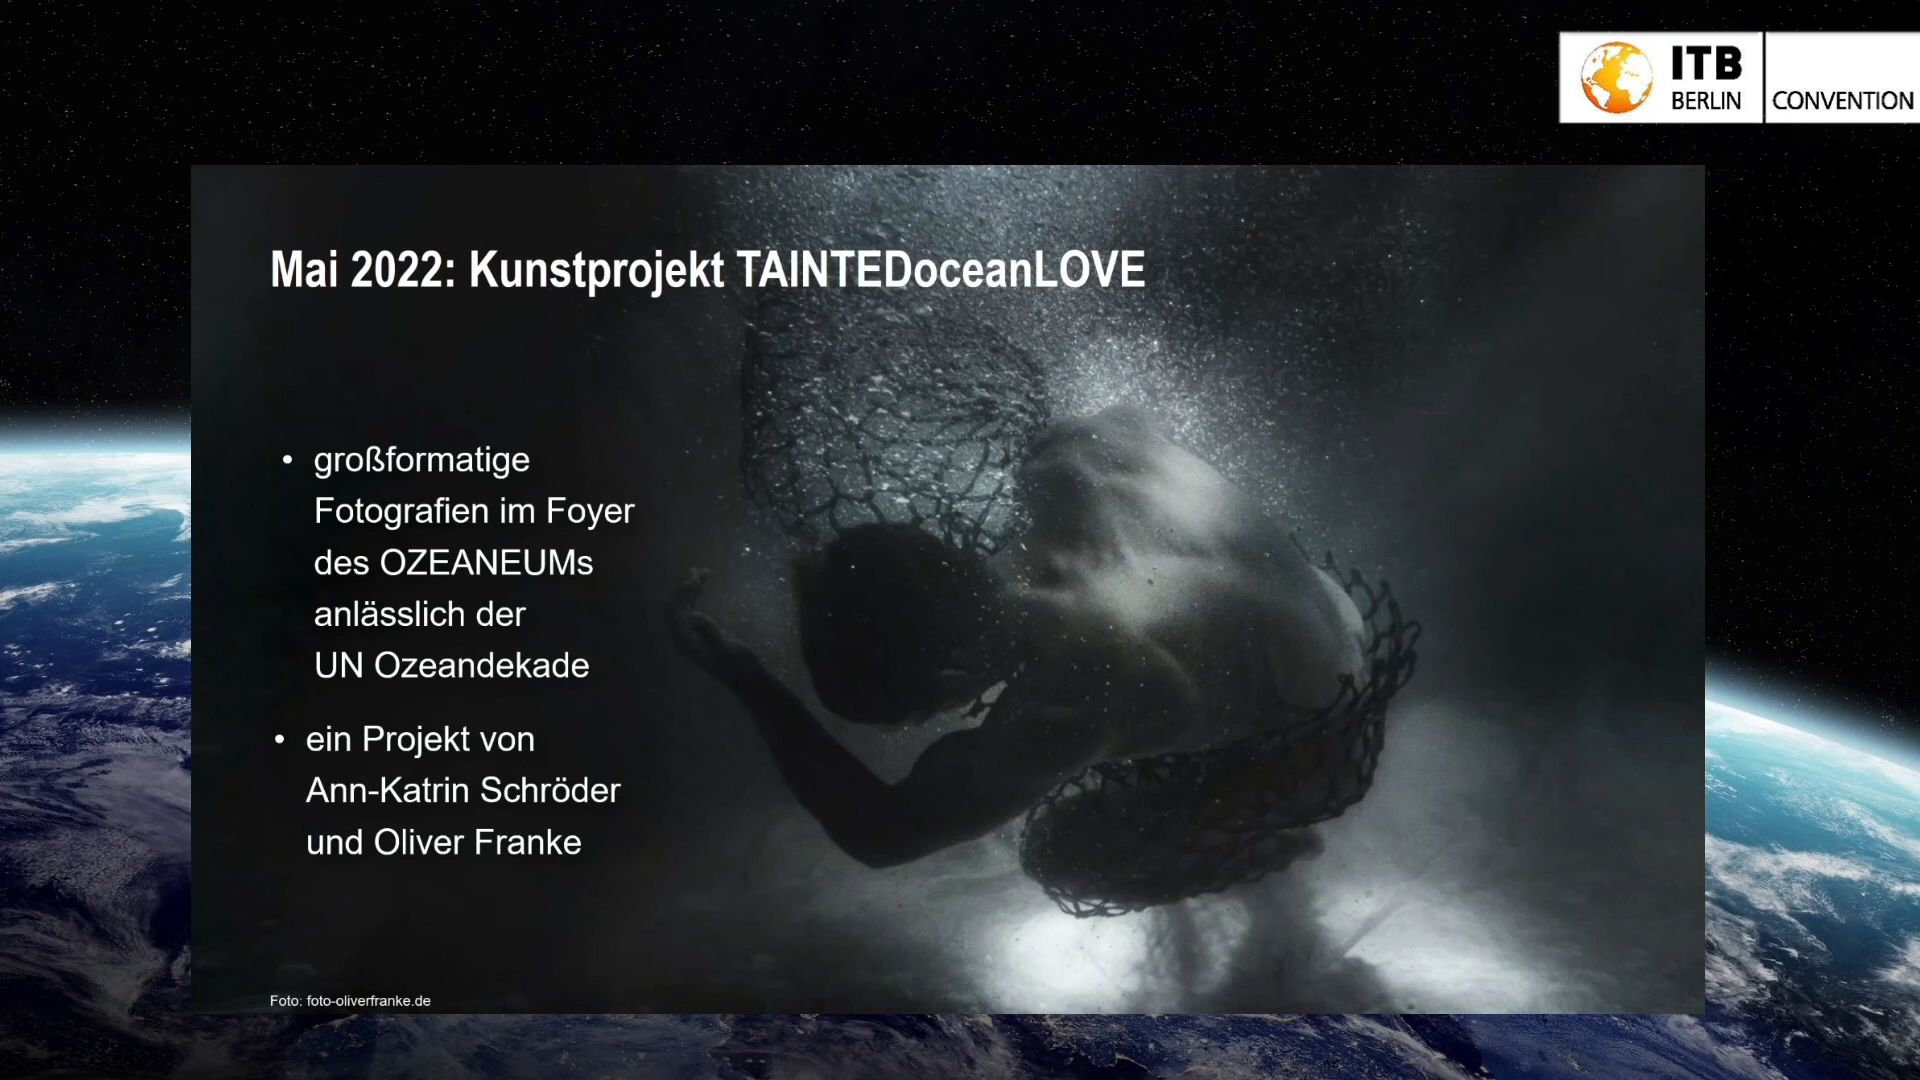 ITB
BERLIN
CONVENTION
Mai 2022: Kunstprojekt TAINTEDoceanLOVE
• großformatige
Fotografien im Foyer
des OZEANEUMs
anlässlich der
UN Ozeandekade
• ein Projekt von
Ann-Katrin Schröder
und Oliver Franke
Foto: foto-oliverfranke.de